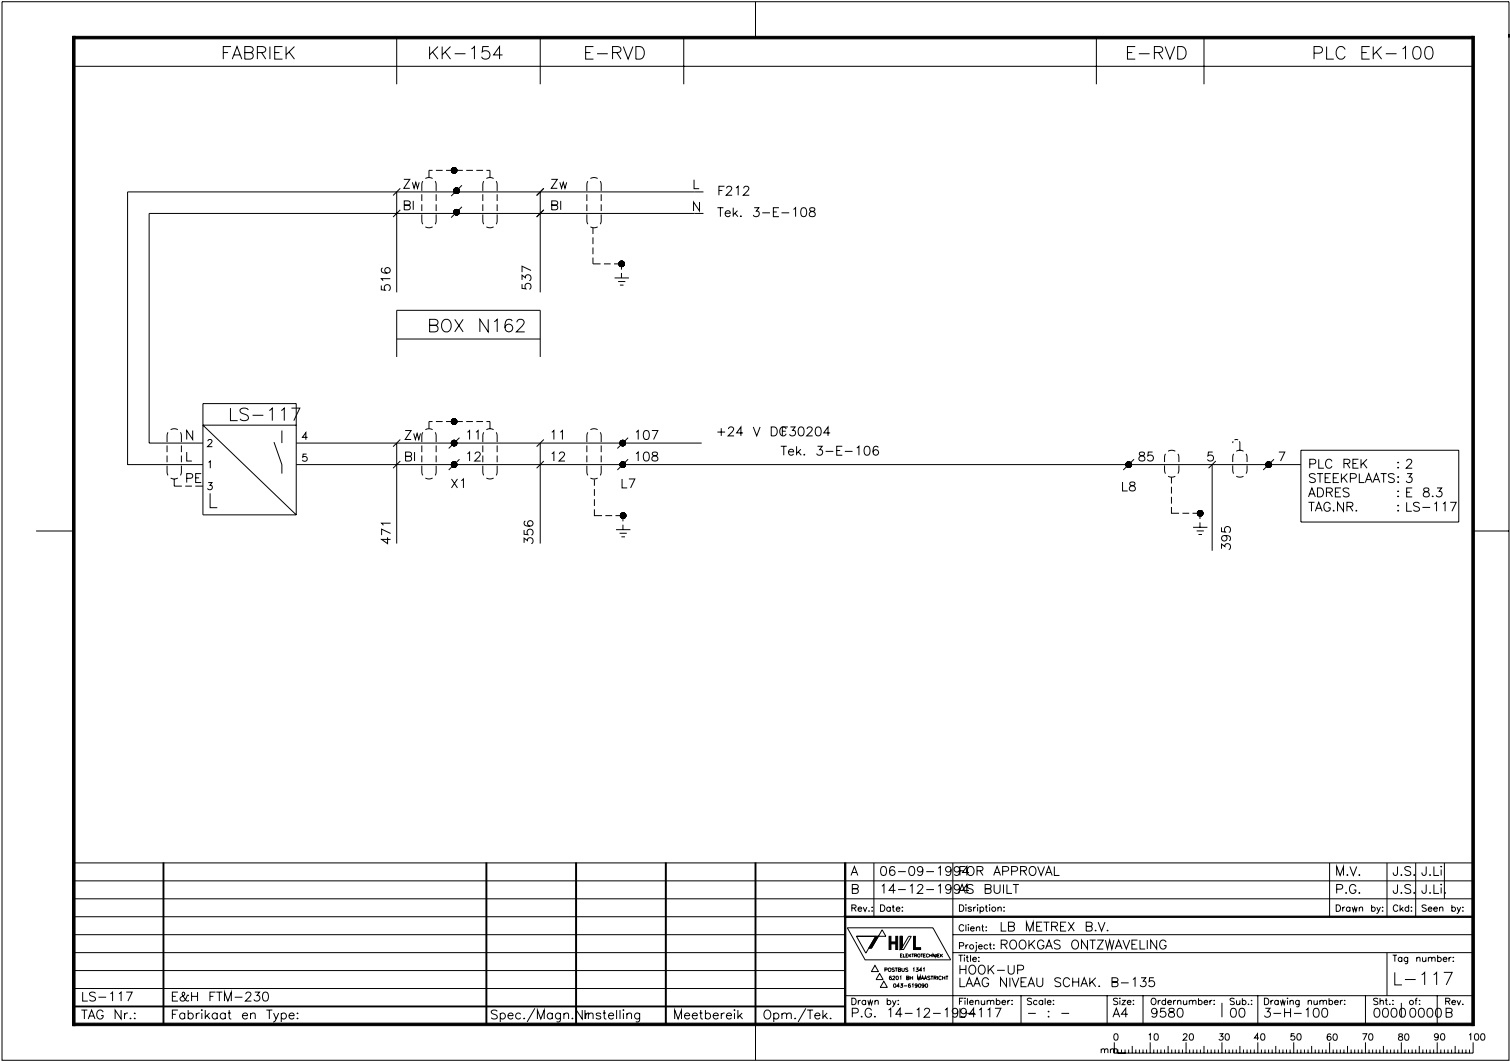 FABRIEK KK-154 E-RVD E-RVD PLC EK-100
Zw Zw L F212
Bl Bl N Tek. 3-E-108
516 537
BOX N162
LS-117
N 2 4 Zw 11 11 107 +24 V DC
L 1 5 Bl 12 12 108 Tek. 3-E-106
PE 3
L
X1 L7
471 356
85 5 7
L8
395
PLC REK : 2
STEEKPLAATS: 3
ADRES : E 8.3
TAG.NR. : LS-117
A 06-09-1994 FOR APPROVAL M.V. J.S. J.Li
B 14-12-1994 AS BUILT P.G. J.S. J.Li.
Rev.: Date: Disription: Drawn by: Ckd: Seen by:
HVL
ELEKTROTECHNIEK
POSTBUS 1341
6201 BH MAASTRICHT
043-619090
Client: LB METREX B.V.
Project: ROOKGAS ONTZWAVELING
Title:
HOOK-UP
LAAG NIVEAU SCHAK. B-135
Tag number:
L-117
Drawn by: Filenumber: Scale: Size: Ordernumber: Sub.: Drawing number: Sht.: of: Rev.
P.G. 14-12-1994 L-117 - : - A4 9580 00 3-H-100 0000 0000 B
LS-117 E&H FTM-230
TAG Nr.: Fabrikaat en Type: Spec./Magn.Nr. Instelling Meetbereik Opm./Tek.
mm 0 10 20 30 40 50 60 70 80 90 100